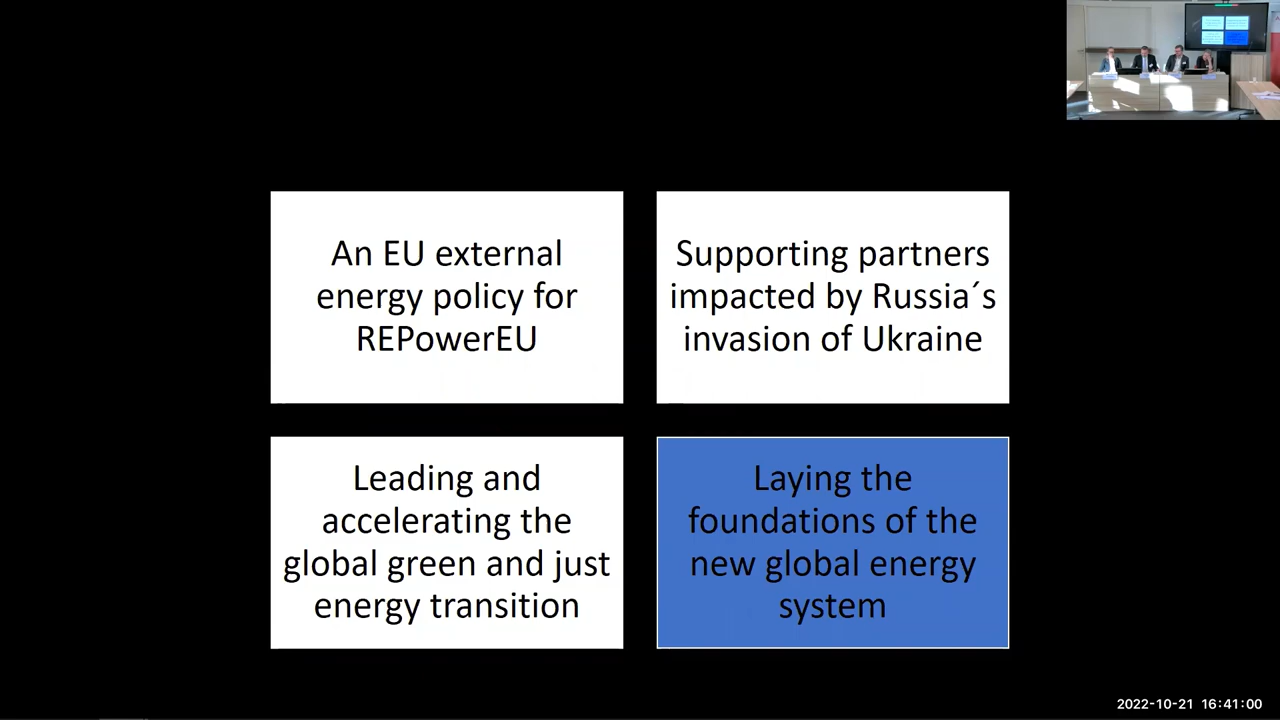 An EU external
energy policy for
REPowerEU
Supporting partners
impacted by Russia´s
invasion of Ukraine
Leading and
accelerating the
global green and just
energy transition
Laying the
foundations of the
new global energy
system
2022-10-21 16:41:00